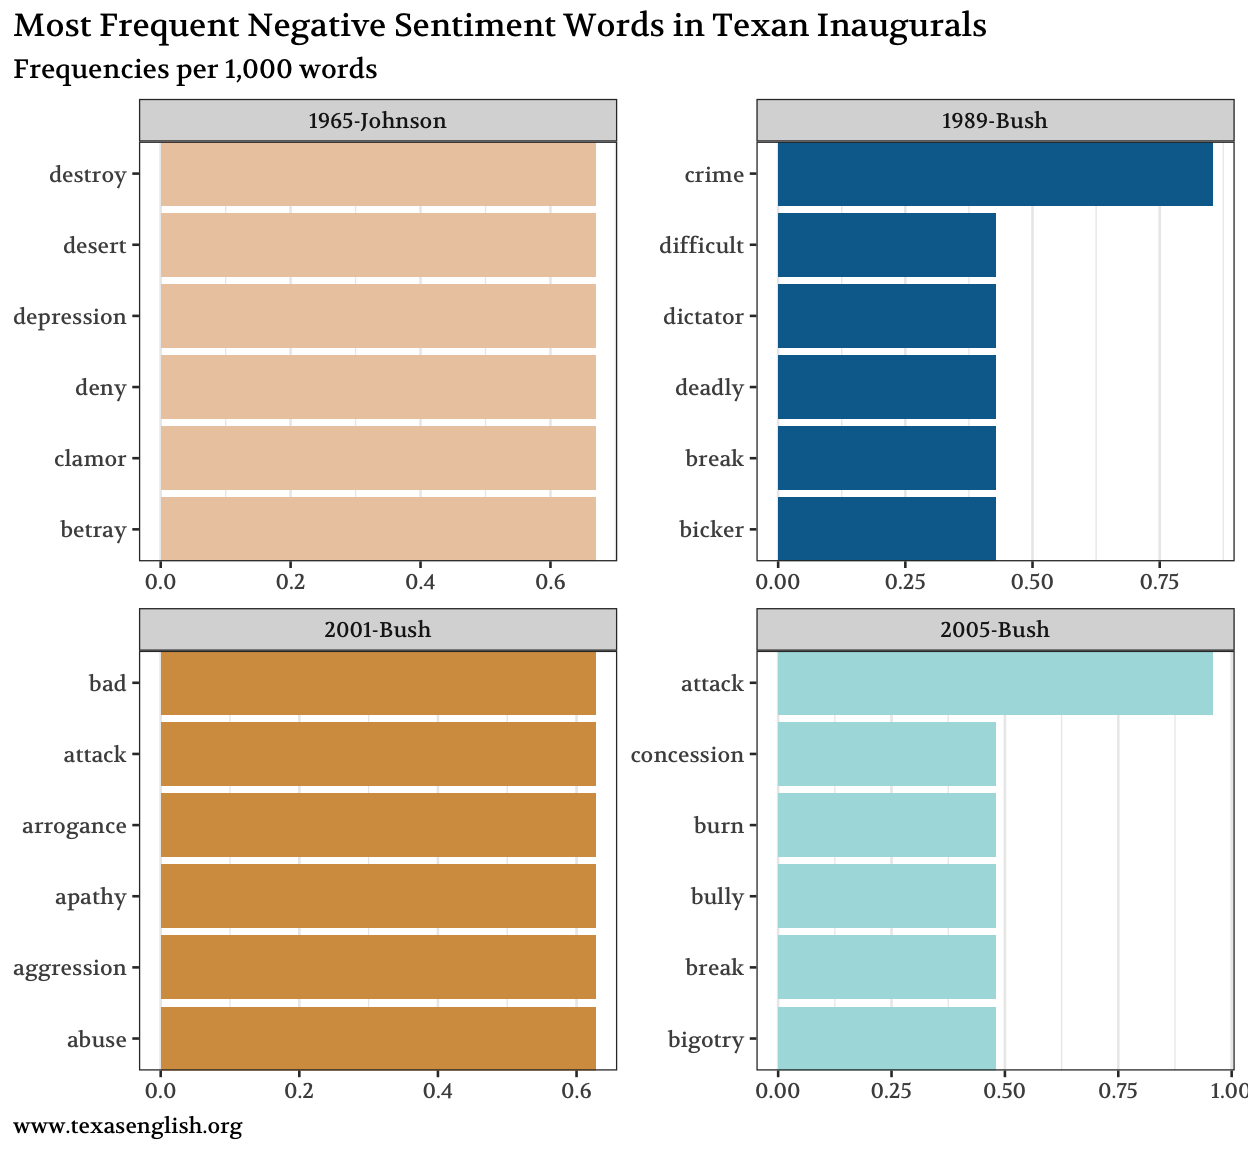 Most Frequent Negative Sentiment Words in Texan Inaugurals
Frequencies per 1,000 words
1965-Johnson
destroy
desert
depression
deny
clamor
betray
0.0 0.2 0.4 0.6
1989-Bush
crime
difficult
dictator
deadly
break
bicker
0.00 0.25 0.50 0.75
2001-Bush
bad
attack
arrogance
apathy
aggression
abuse
0.0 0.2 0.4 0.6
2005-Bush
attack
concession
burn
bully
break
bigotry
0.00 0.25 0.50 0.75 1.00
www.texasenglish.org